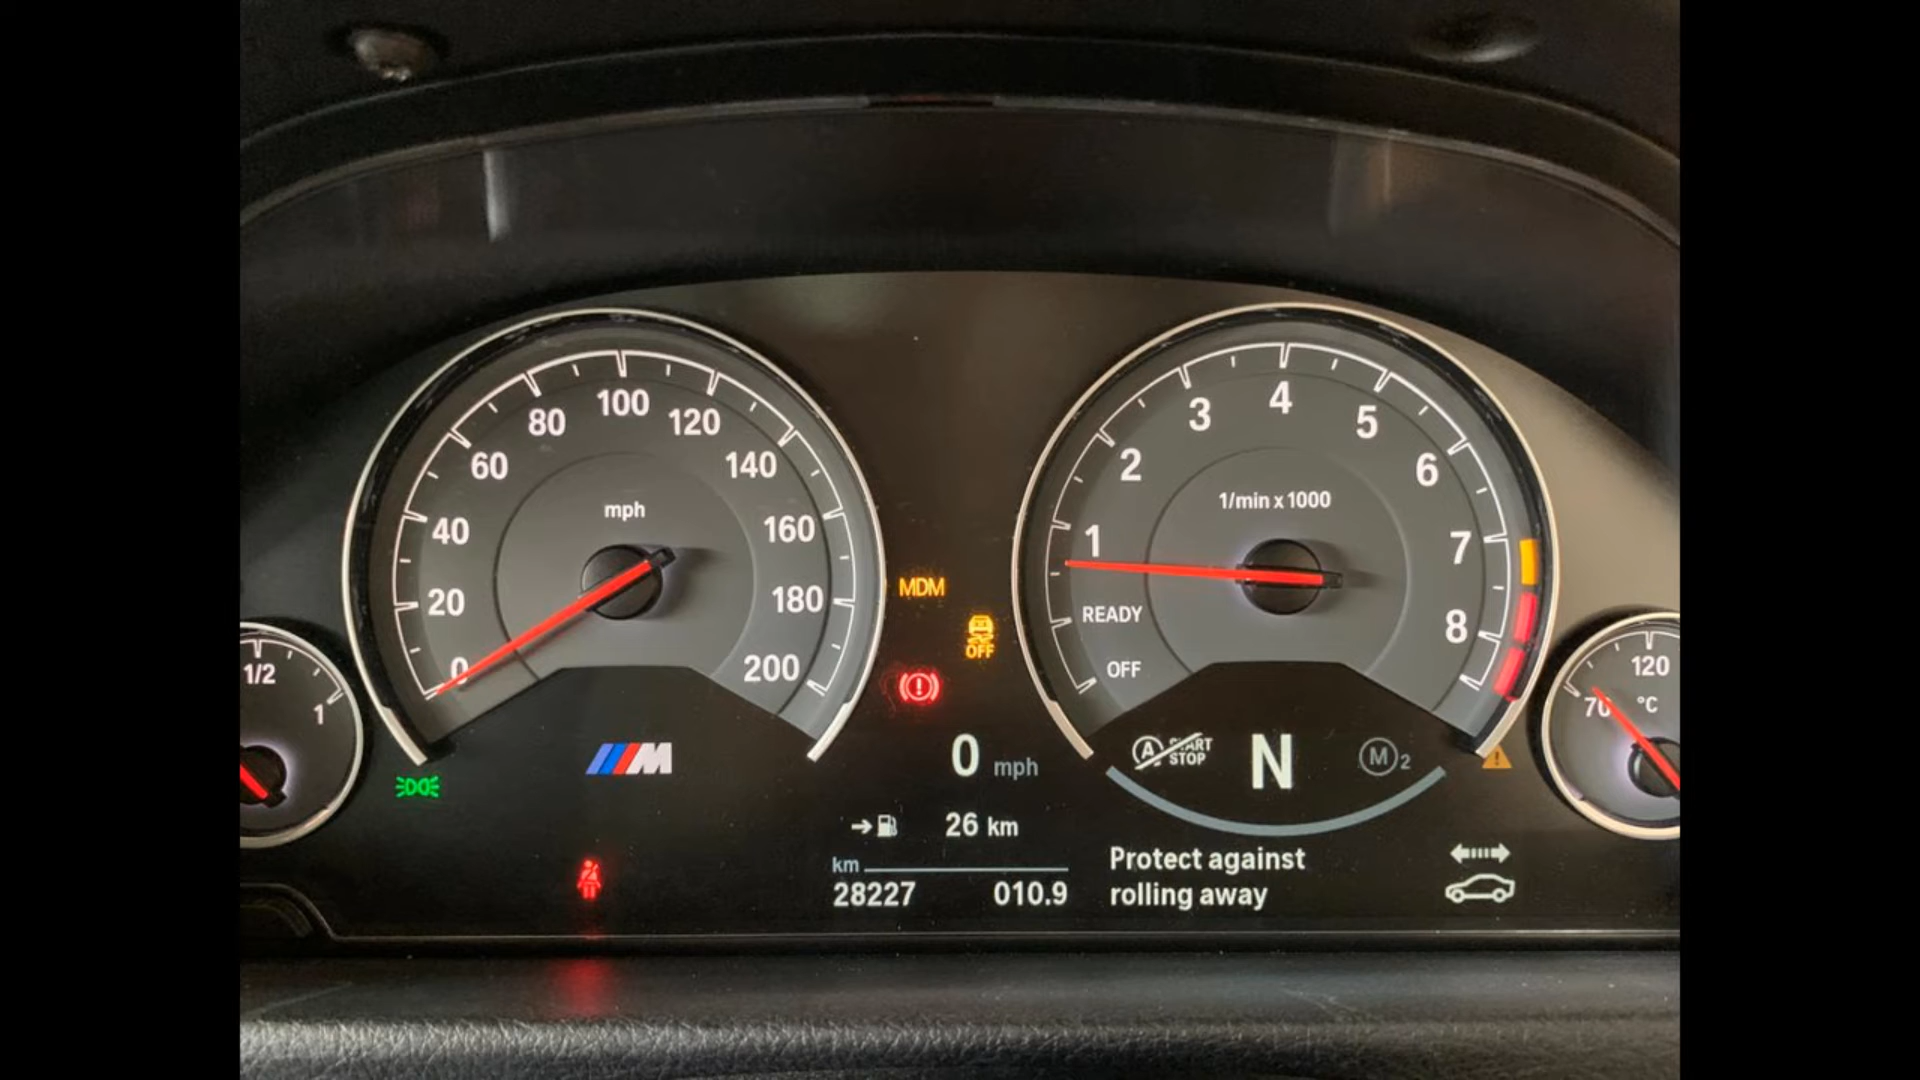 100
80
120
60
140
mph
40
160
20
180
0
200
4
3
5
2
6
1/min x 1000
1
7
READY
8
OFF
MDM
OFF
1/2
1
120
70
°C
M
0 mph
A START STOP
N
M2
26 km
km
28227 010.9
Protect against
rolling away